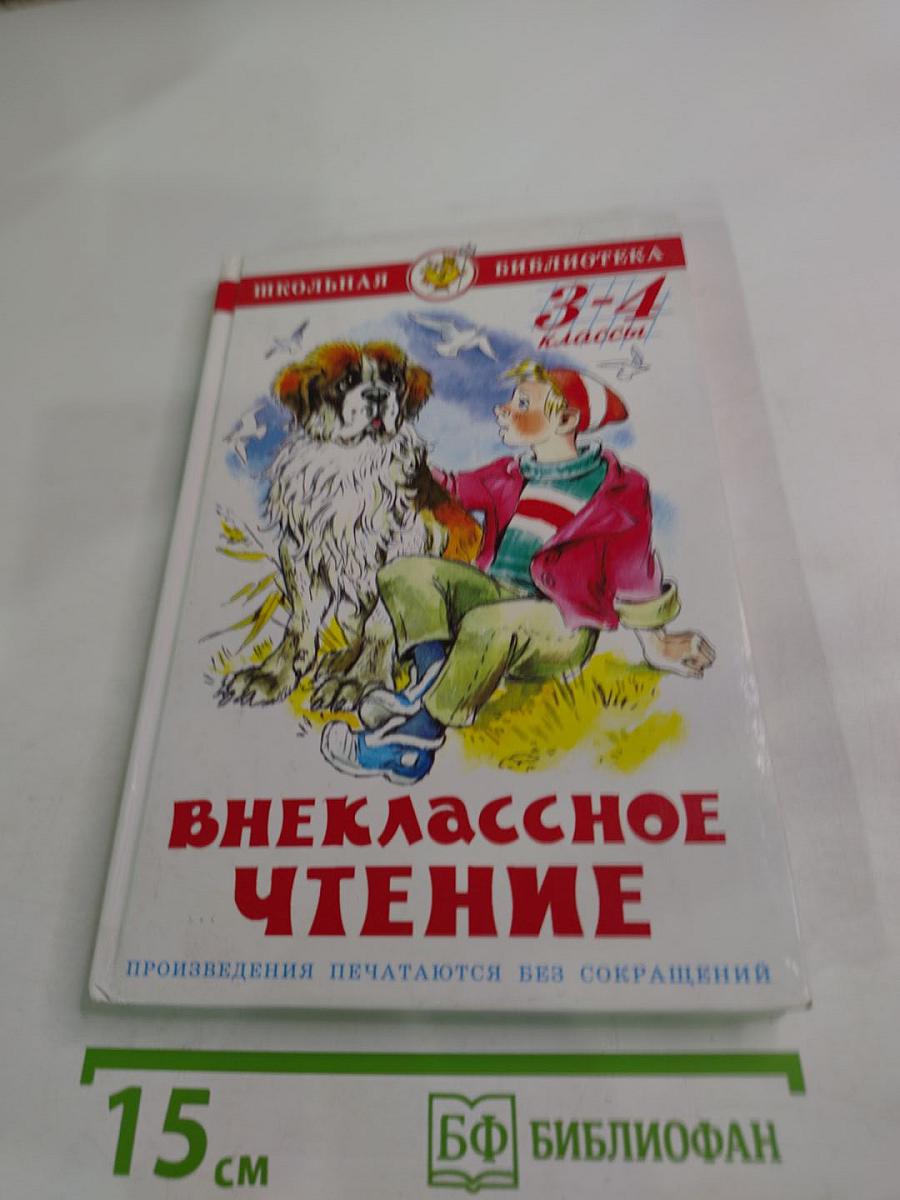 ШКОЛЬНАЯ БИБЛИОТЕКА
3-4
классы
ВНЕКЛАССНОЕ
ЧТЕНИЕ
ПРОИЗВЕДЕНИЯ ПЕЧАТАЮТСЯ БЕЗ СОКРАЩЕНИЙ
15 см
БФ БИБЛИОФАН